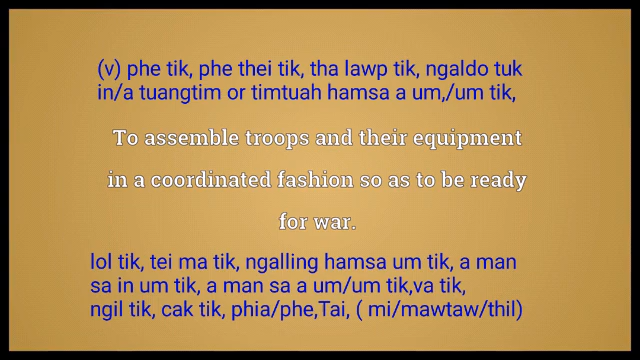 (v) phe tik, phe thei tik, tha lawp tik, ngaldo tuk
in/a tuangtim or timtuah hamsa a um,/um tik,
To assemble troops and their equipment
in a coordinated fashion so as to be ready
for war.
lol tik, tei ma tik, ngalling hamsa um tik, a man
sa in um tik, a man sa a um/um tik,va tik,
ngil tik, cak tik, phia/phe,Tai, ( mi/mawtaw/thil)